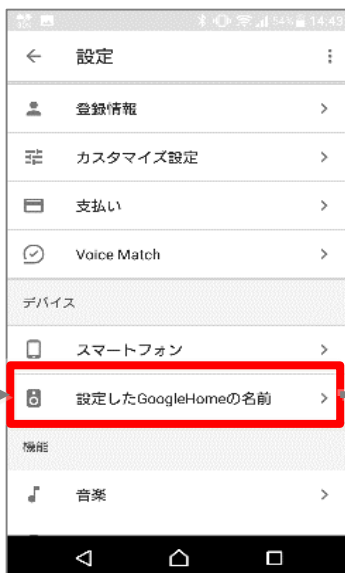 54% 14:43
設定
登録情報
カスタマイズ設定
支払い
Voice Match
デバイス
スマートフォン
設定したGoogleHomeの名前
機能
音楽